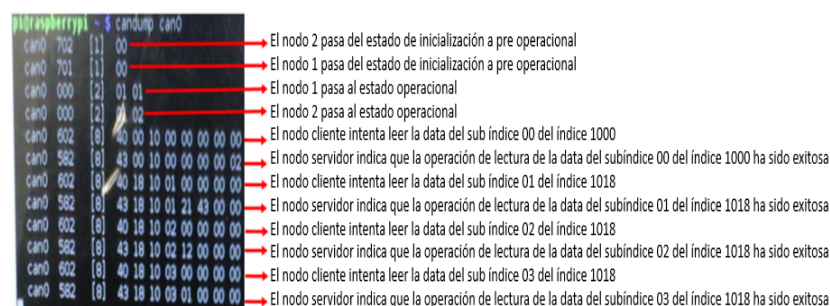 pi@raspberrypi ~ $ candump can0
can0 702 [1] 00 El nodo 2 pasa del estado de inicialización a pre operacional
can0 701 [1] 00 El nodo 1 pasa del estado de inicialización a pre operacional
can0 000 [2] 01 01 El nodo 1 pasa al estado operacional
can0 000 [2] 02 El nodo 2 pasa al estado operacional
can0 602 [8] 40 00 10 00 00 00 00 00 El nodo cliente intenta leer la data del sub índice 00 del índice 1000
can0 582 [8] 43 00 10 00 00 00 00 02 El nodo servidor indica que la operación de lectura de la data del subíndice 00 del índice 1000 ha sido exitosa
can0 602 [8] 40 18 10 01 00 00 00 00 El nodo cliente intenta leer la data del sub índice 01 del índice 1018
can0 582 [8] 43 18 10 01 21 43 00 00 El nodo servidor indica que la operación de lectura de la data del subíndice 01 del índice 1018 ha sido exitosa
can0 602 [8] 40 18 10 02 00 00 00 00 El nodo cliente intenta leer la data del sub índice 02 del índice 1018
can0 582 [8] 43 18 10 02 12 00 00 00 El nodo servidor indica que la operación de lectura de la data del subíndice 02 del índice 1018 ha sido exitosa
can0 602 [8] 40 18 10 03 00 00 00 00 El nodo cliente intenta leer la data del sub índice 03 del índice 1018
can0 582 [8] 43 18 10 03 01 00 00 00 El nodo servidor indica que la operación de lectura de la data del subíndice 03 del índice 1018 ha sido exitosa